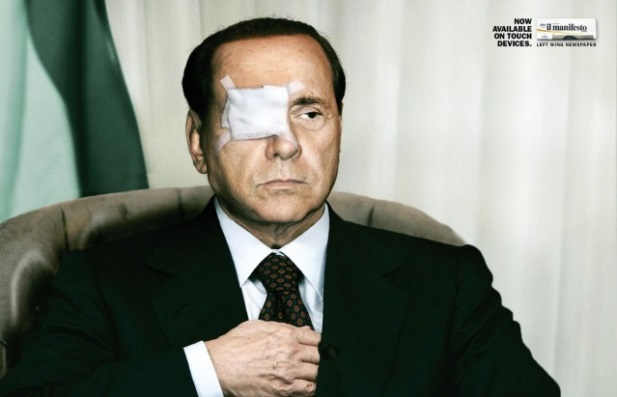 NOW
AVAILABLE
ON TOUCH
DEVICES.
il manifesto
LEFT WING NEWSPAPER